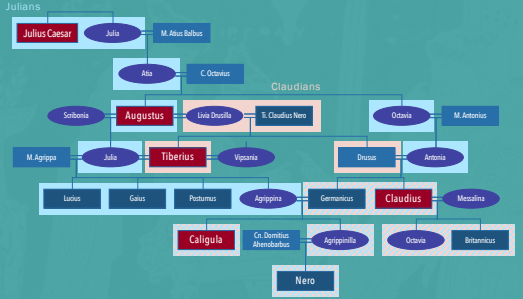 Julians
Julius Caesar
Julia
M. Atius Balbus
Atia
C. Octavius
Claudians
Scribonia
Augustus
Livia Drusilla
Ti. Claudius Nero
Octavia
M. Antonius
M. Agrippa
Julia
Tiberius
Vipsania
Drusus
Antonia
Lucius
Gaius
Postumus
Agrippina
Germanicus
Claudius
Messalina
Caligula
Cn. Domitius
Ahenobarbus
Agrippinilla
Octavia
Britannicus
Nero